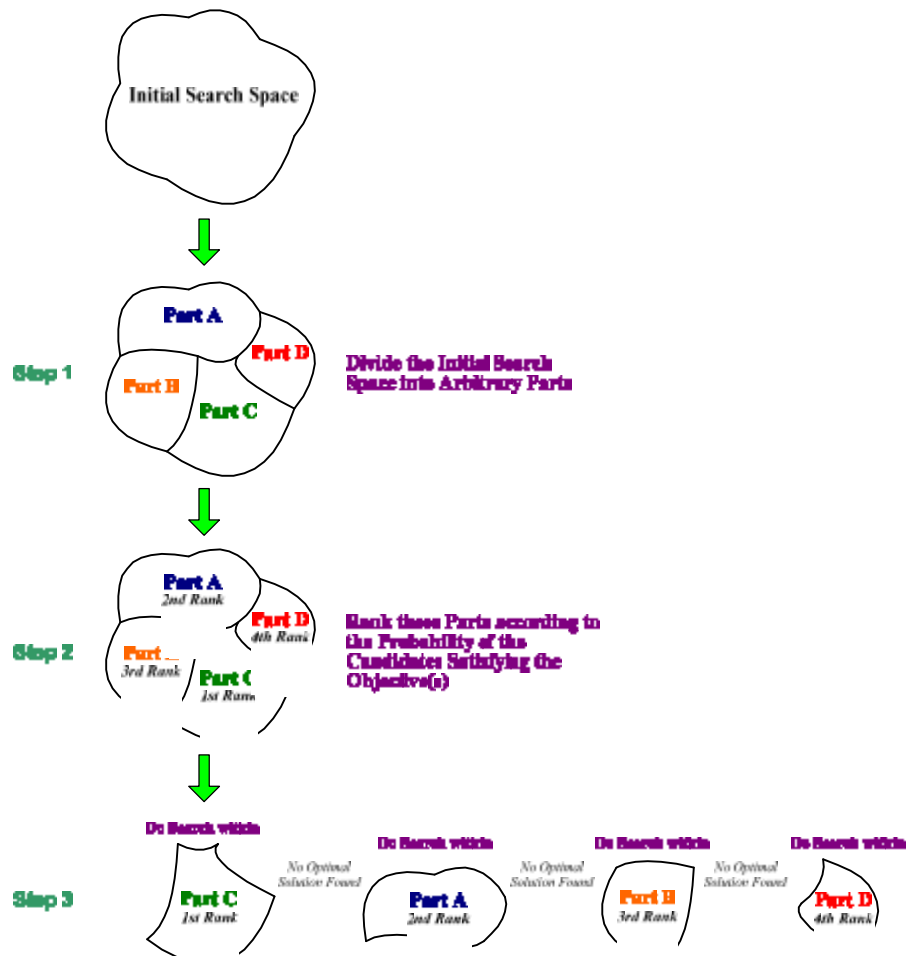 Initial Search Space
Part A
Part D
Step 1
Part B
Part C
Divide the Initial Search
Space into Arbitrary Parts
Part A
2nd Rank
Part D
4th Rank
Step 2
Part
3rd Rank
Part C
1st Rank
Rank these Parts according to
the Probability of the
Candidates Satisfying the
Objective(s)
Do Search within
Do Search within
Do Search within
Do Search within
Step 3
Part C
1st Rank
No Optimal
Solution Found
Part A
2nd Rank
No Optimal
Solution Found
Part B
3rd Rank
No Optimal
Solution Found
Part D
4th Rank